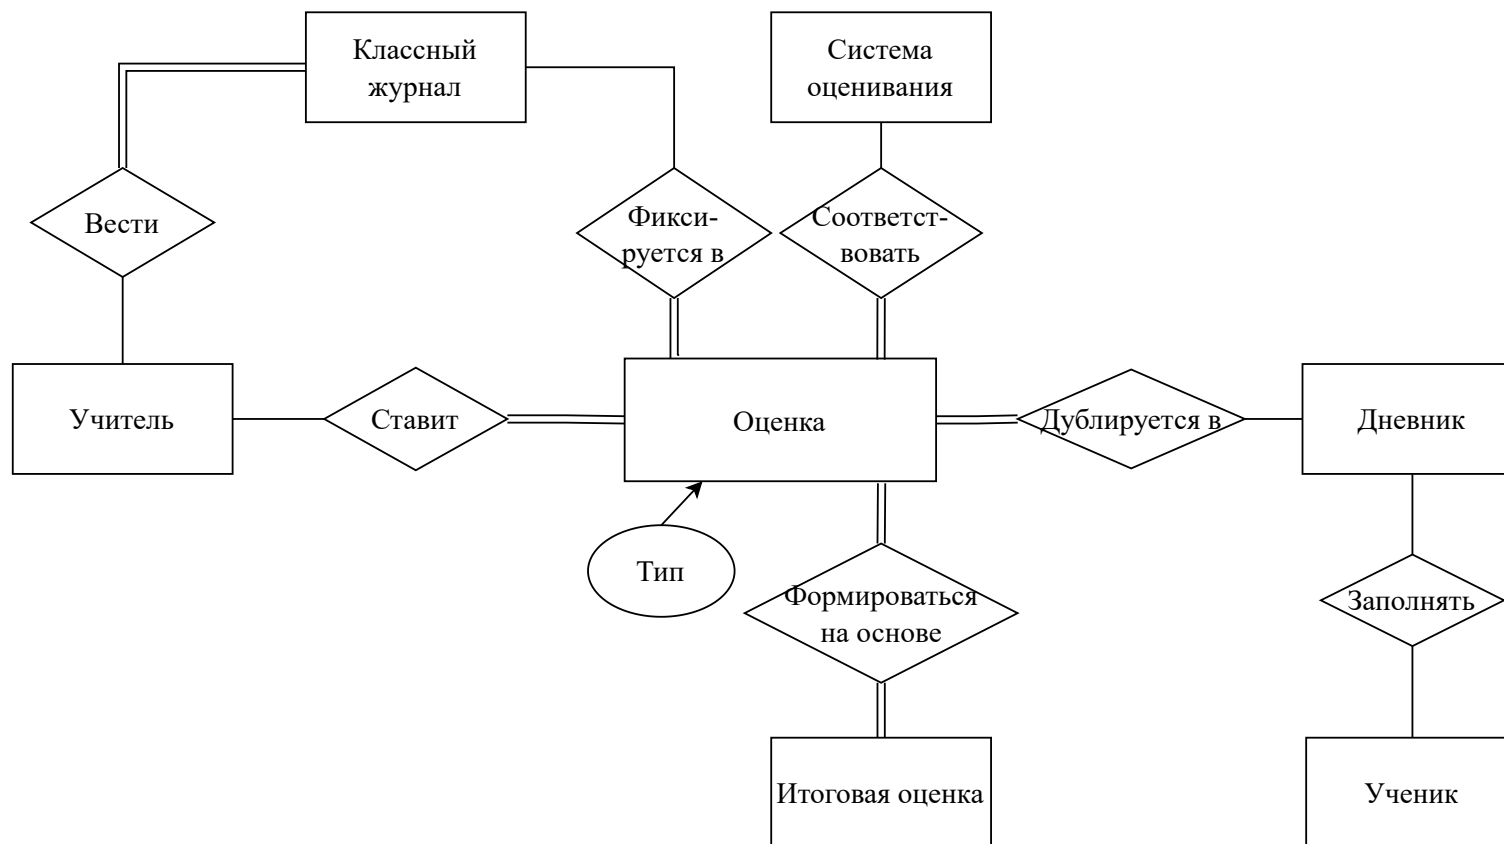 Классный
журнал
Система
оценивания
Вести
Фикси-
руется в
Соответст-
вовать
Учитель
Ставит
Оценка
Дублируется в
Дневник
Тип
Формироваться
на основе
Заполнять
Итоговая оценка
Ученик